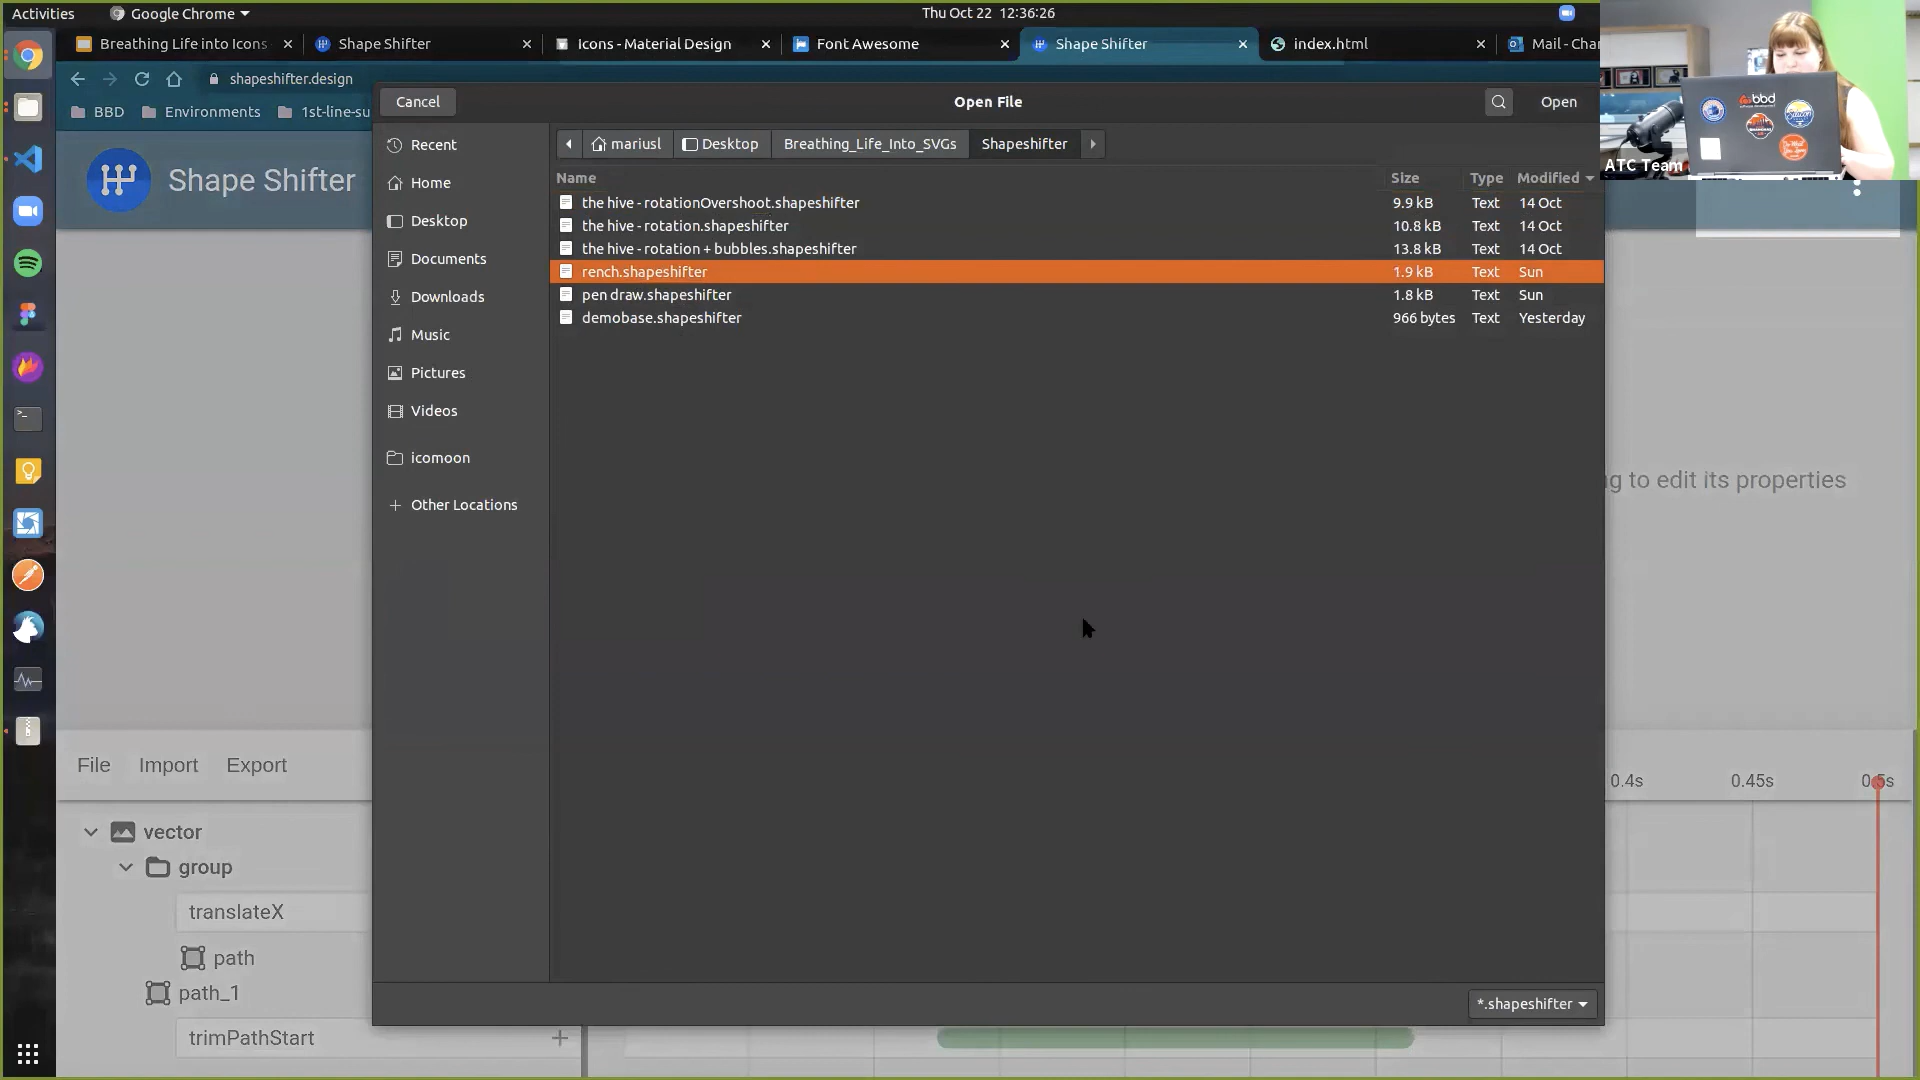 Activities
Google Chrome
Thu Oct 22 12:36:26
Breathing Life into Icons
Shape Shifter
Icons - Material Design
Font Awesome
Shape Shifter
index.html
Mail - Cha
shapeshifter.design
BBD
Environments
1st-line-su
Cancel
Open File
Open
bbd
ATC Team
Shape Shifter
Recent
Home
Desktop
Documents
Downloads
Music
Pictures
Videos
icomoon
Other Locations
mariusl
Desktop
Breathing_Life_Into_SVGs
Shapeshifter
Name Size Type Modified
the hive - rotationOvershoot.shapeshifter 9.9 kB Text 14 Oct
the hive - rotation.shapeshifter 10.8 kB Text 14 Oct
the hive - rotation + bubbles.shapeshifter 13.8 kB Text 14 Oct
rench.shapeshifter 1.9 kB Text Sun
pen draw.shapeshifter 1.8 kB Text Sun
demobase.shapeshifter 966 bytes Text Yesterday
ng to edit its properties
File Import Export
0.4s 0.45s 0.5s
vector
group
translateX
path
path_1
trimPathStart
*.shapeshifter